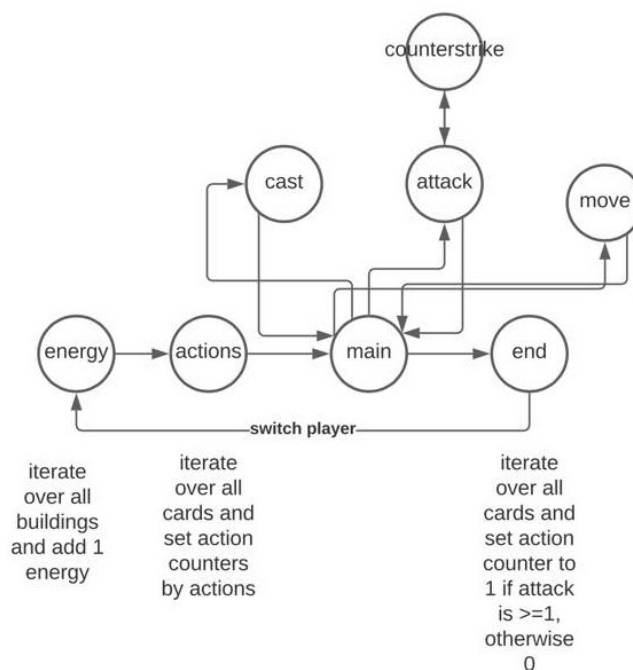 counterstrike
cast
attack
move
energy
actions
main
end
switch player
iterate
over all
buildings
and add 1
energy
iterate
over all
cards and
set action
counters
by actions
iterate
over all
cards and
set action
counter to
1 if attack
is >=1,
otherwise
0